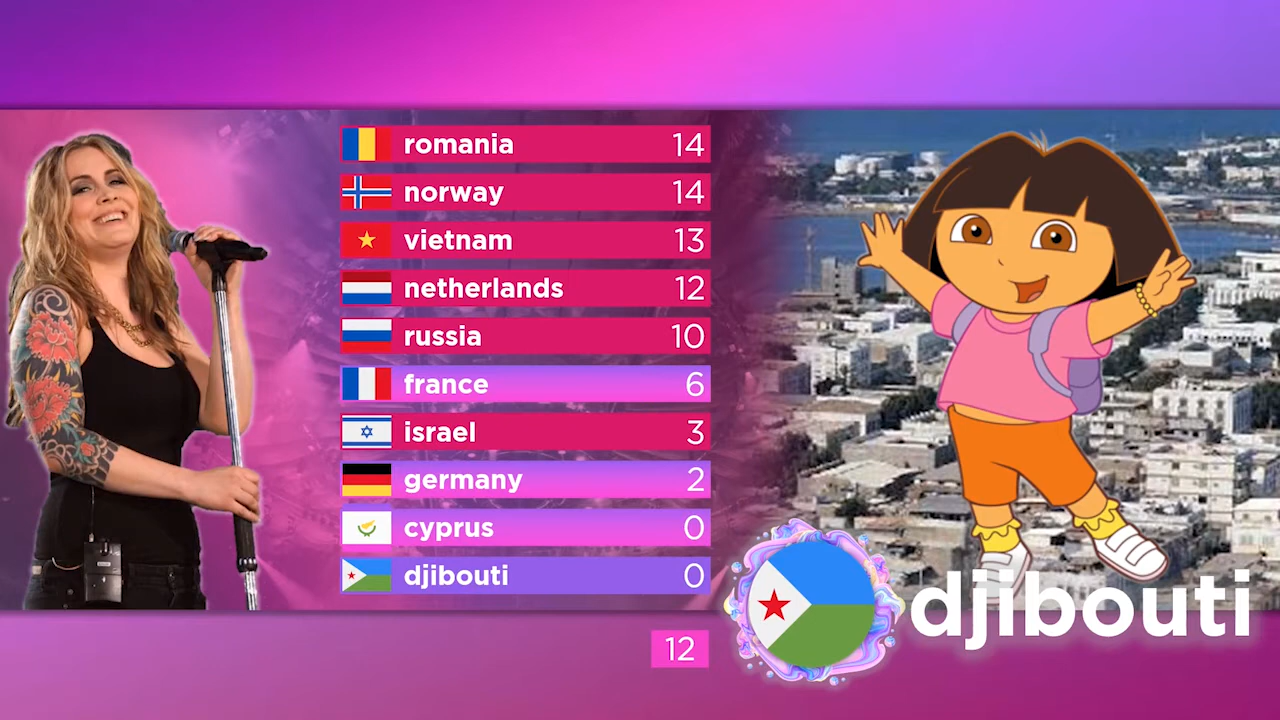 romania 14
norway 14
vietnam 13
netherlands 12
russia 10
france 6
israel 3
germany 2
cyprus 0
djibouti 0
12
djibouti